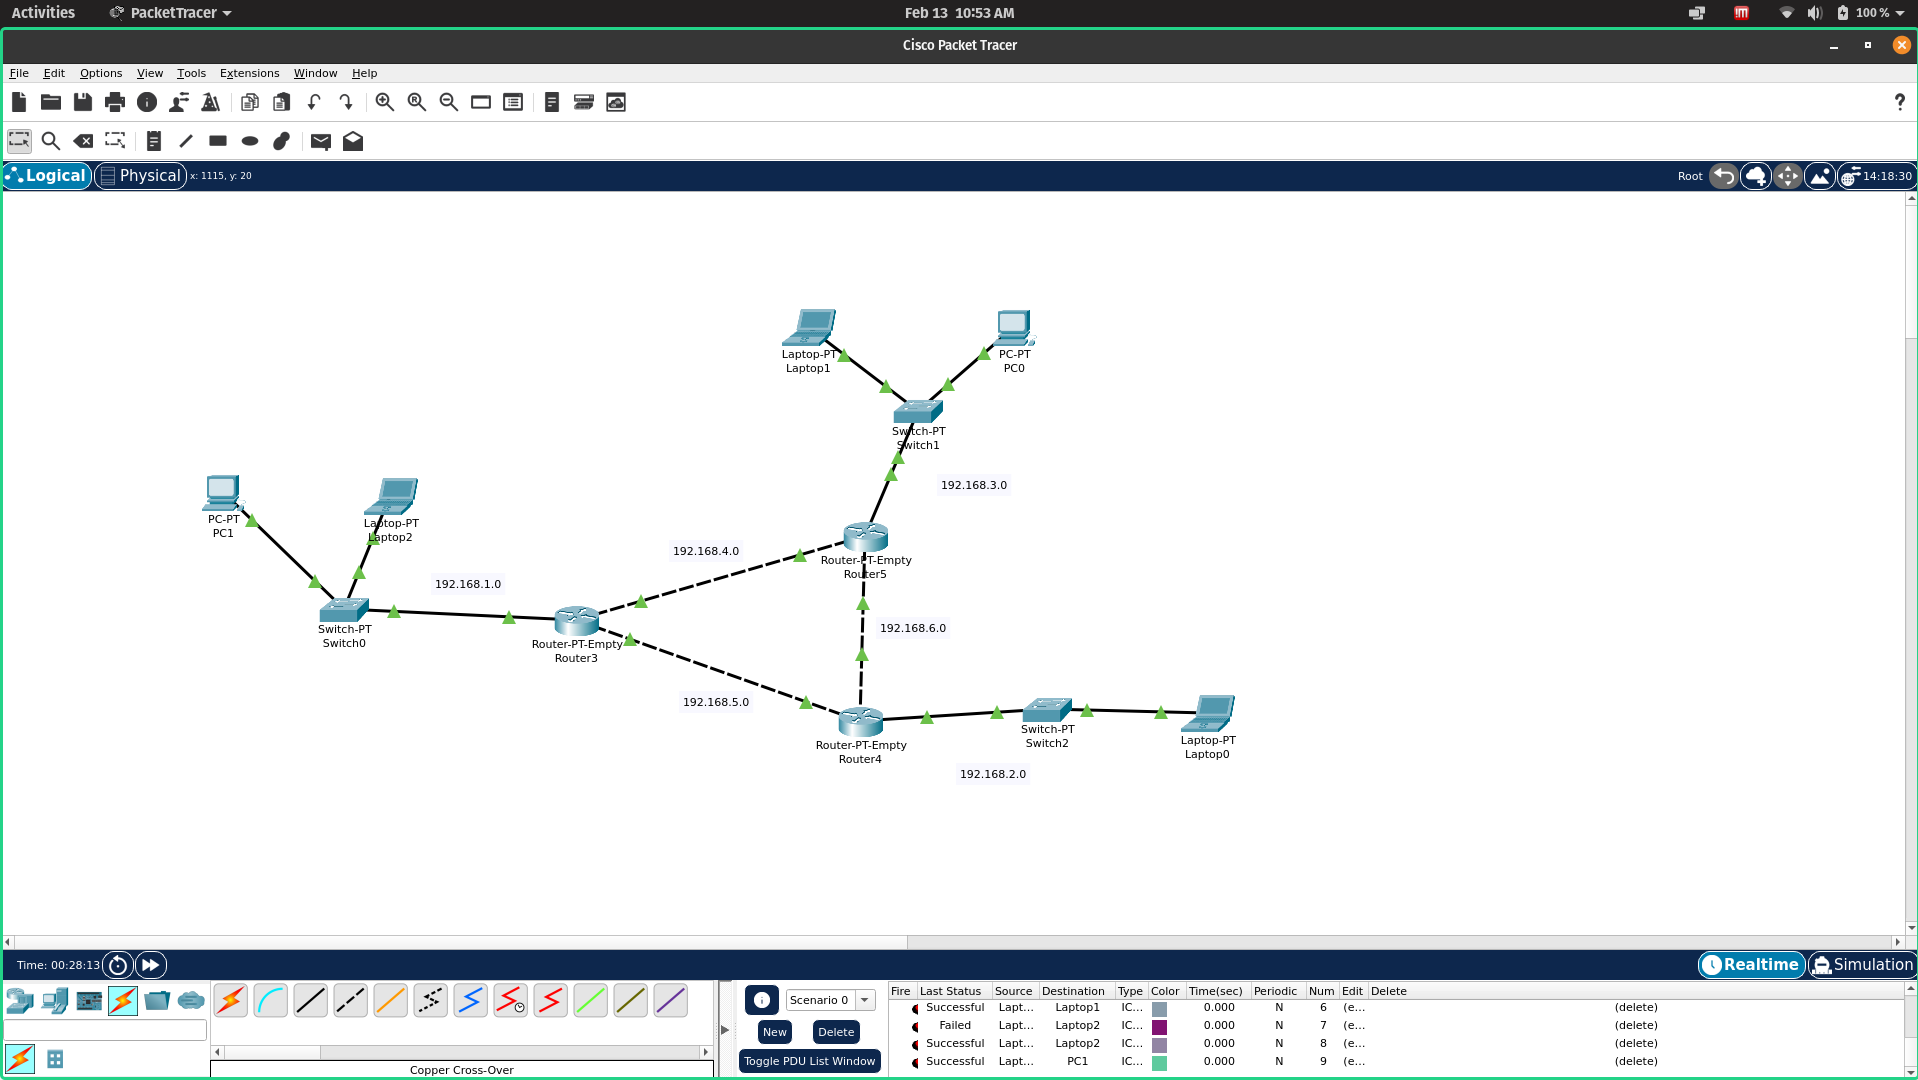 Activities PacketTracer Feb 13 10:53 AM 100 %
Cisco Packet Tracer
File Edit Options View Tools Extensions Window Help
?
Logical Physical x: 1115, y: 20 Root 14:18:30
Laptop-PT
Laptop1
PC-PT
PC0
Switch-PT
Switch1
192.168.3.0
PC-PT
PC1
Laptop-PT
Laptop2
192.168.4.0
Router-PT-Empty
Router5
192.168.1.0
Switch-PT
Switch0
Router-PT-Empty
Router3
192.168.6.0
192.168.5.0
Router-PT-Empty
Router4
Switch-PT
Switch2
Laptop-PT
Laptop0
192.168.2.0
Time: 00:28:13 Realtime Simulation
Scenario 0
New Delete
Toggle PDU List Window
Copper Cross-Over
Fire Last Status Source Destination Type Color Time(sec) Periodic Num Edit Delete
Successful Lapt... Laptop1 IC... 0.000 N 6 (e... (delete)
Failed Lapt... Laptop2 IC... 0.000 N 7 (e... (delete)
Successful Lapt... Laptop2 IC... 0.000 N 8 (e... (delete)
Successful Lapt... PC1 IC... 0.000 N 9 (e... (delete)